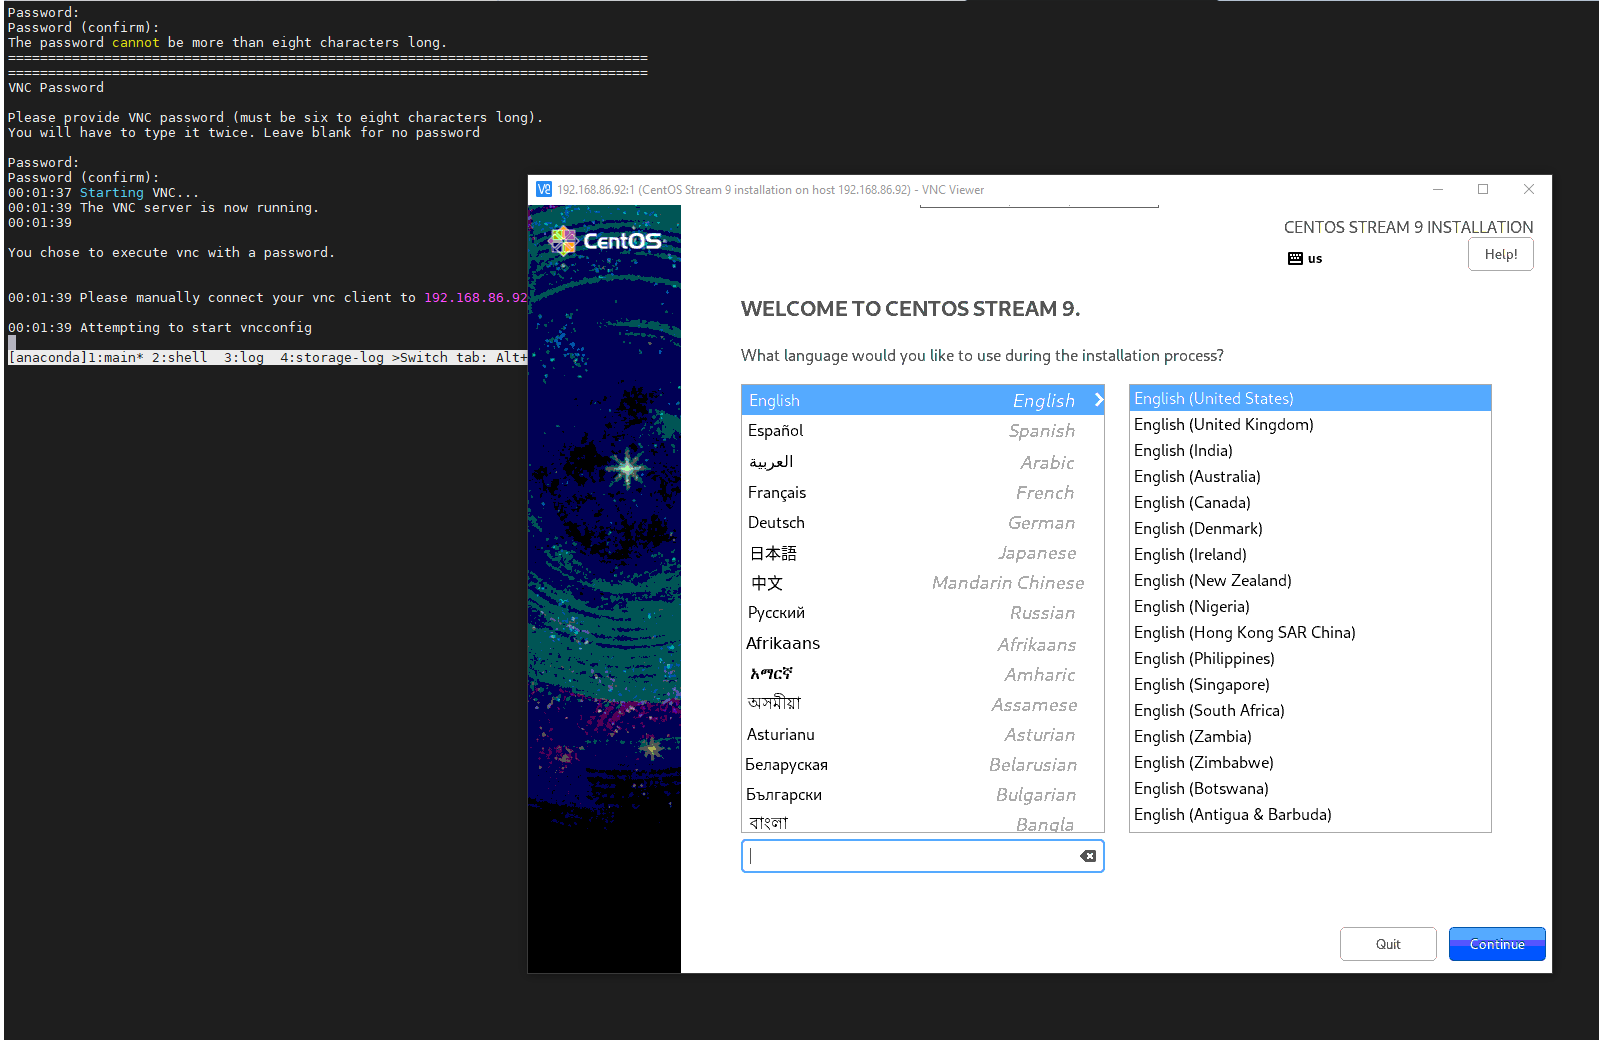 Password:
Password (confirm):
The password cannot be more than eight characters long.
================================================================================
================================================================================
VNC Password
Please provide VNC password (must be six to eight characters long).
You will have to type it twice. Leave blank for no password
Password:
Password (confirm):
00:01:37 Starting VNC...
00:01:39 The VNC server is now running.
00:01:39
You chose to execute vnc with a password.
00:01:39 Please manually connect your vnc client to 192.168.86.92
00:01:39 Attempting to start vncconfig
[anaconda]1:main* 2:shell  3:log  4:storage-log >Switch tab: Alt+
V2 192.168.86.92:1 (CentOS Stream 9 installation on host 192.168.86.92) - VNC Viewer
CentOS
CENTOS STREAM 9 INSTALLATION
us
Help!
WELCOME TO CENTOS STREAM 9.
What language would you like to use during the installation process?
English English
Español Spanish
العربية Arabic
Français French
Deutsch German
日本語 Japanese
中文 Mandarin Chinese
Русский Russian
Afrikaans Afrikaans
አማርኛ Amharic
অসমীয়া Assamese
Asturianu Asturian
Беларуская Belarusian
Български Bulgarian
বাংলা Bangla
English (United States)
English (United Kingdom)
English (India)
English (Australia)
English (Canada)
English (Denmark)
English (Ireland)
English (New Zealand)
English (Nigeria)
English (Hong Kong SAR China)
English (Philippines)
English (Singapore)
English (South Africa)
English (Zambia)
English (Zimbabwe)
English (Botswana)
English (Antigua & Barbuda)
Quit
Continue